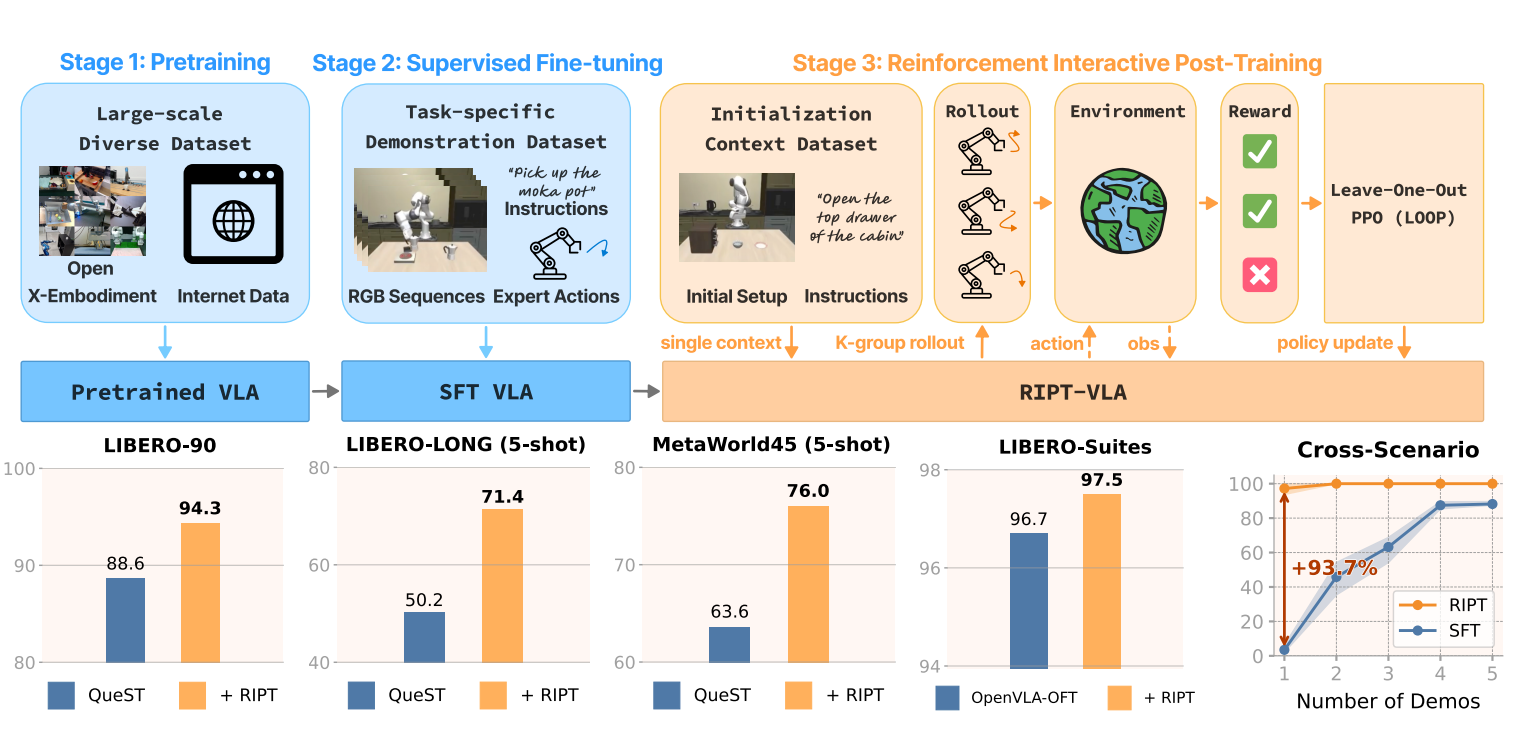 Stage 1: Pretraining
Large-scale
Diverse Dataset
Open
X-Embodiment
Internet Data
Pretrained VLA
Stage 2: Supervised Fine-tuning
Task-specific
Demonstration Dataset
"Pick up the
moka pot"
Instructions
RGB Sequences
Expert Actions
SFT VLA
Stage 3: Reinforcement Interactive Post-Training
Initialization
Context Dataset
"Open the
top drawer
of the cabin"
Initial Setup
Instructions
Rollout
Environment
Reward
Leave-One-Out
PPO (LOOP)
single context
K-group rollout
action
obs
policy update
RIPT-VLA
LIBERO-90
100
90
80
88.6
94.3
QueST
+ RIPT
LIBERO-LONG (5-shot)
80
60
40
50.2
71.4
QueST
+ RIPT
MetaWorld45 (5-shot)
80
70
60
63.6
76.0
QueST
+ RIPT
LIBERO-Suites
98
96
94
96.7
97.5
OpenVLA-OFT
+ RIPT
Cross-Scenario
100
80
60
40
20
0
+93.7%
RIPT
SFT
1 2 3 4 5
Number of Demos